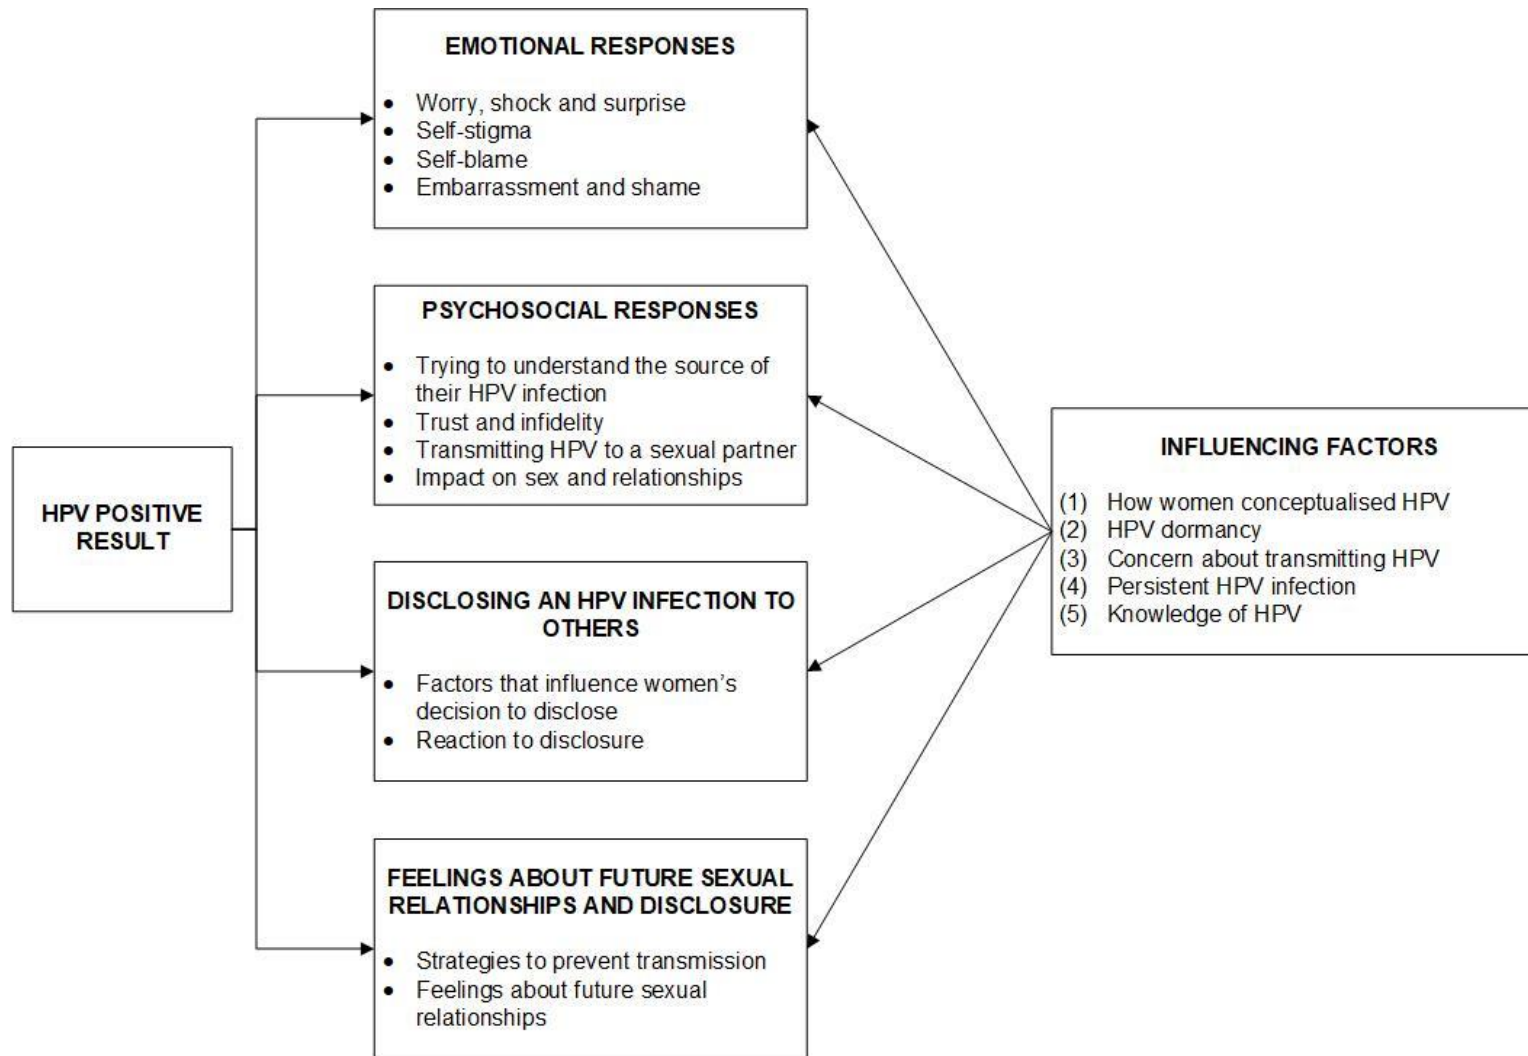 EMOTIONAL RESPONSES
• Worry, shock and surprise
• Self-stigma
• Self-blame
• Embarrassment and shame
PSYCHOSOCIAL RESPONSES
• Trying to understand the source of
their HPV infection
• Trust and infidelity
• Transmitting HPV to a sexual partner
• Impact on sex and relationships
HPV POSITIVE
RESULT
DISCLOSING AN HPV INFECTION TO
OTHERS
• Factors that influence women’s
decision to disclose
• Reaction to disclosure
FEELINGS ABOUT FUTURE SEXUAL
RELATIONSHIPS AND DISCLOSURE
• Strategies to prevent transmission
• Feelings about future sexual
relationships
INFLUENCING FACTORS
(1) How women conceptualised HPV
(2) HPV dormancy
(3) Concern about transmitting HPV
(4) Persistent HPV infection
(5) Knowledge of HPV